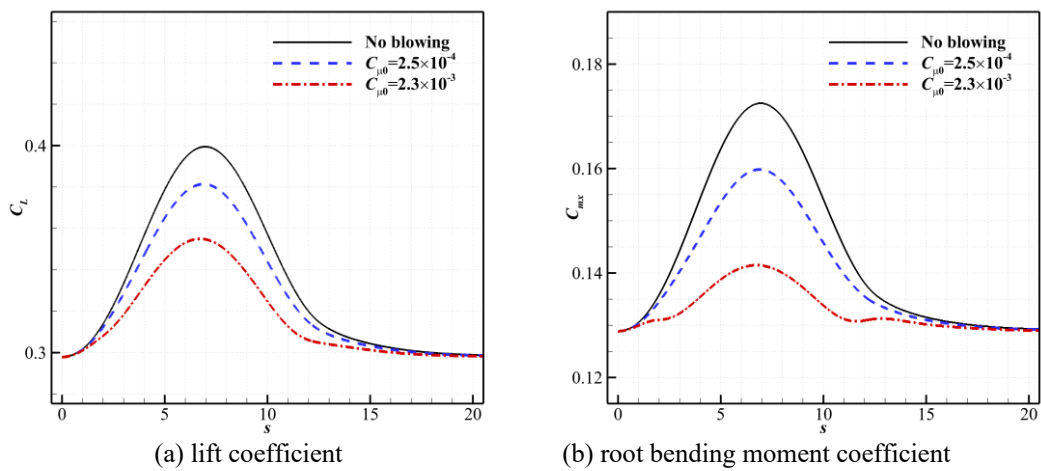 No blowing
Cμ0=2.5×10-4
Cμ0=2.3×10-3
0.4
0.3
CL
0
5
10
15
20
s
(a) lift coefficient
No blowing
Cμ0=2.5×10-4
Cμ0=2.3×10-3
0.18
0.16
0.14
0.12
Cmx
0
5
10
15
20
s
(b) root bending moment coefficient